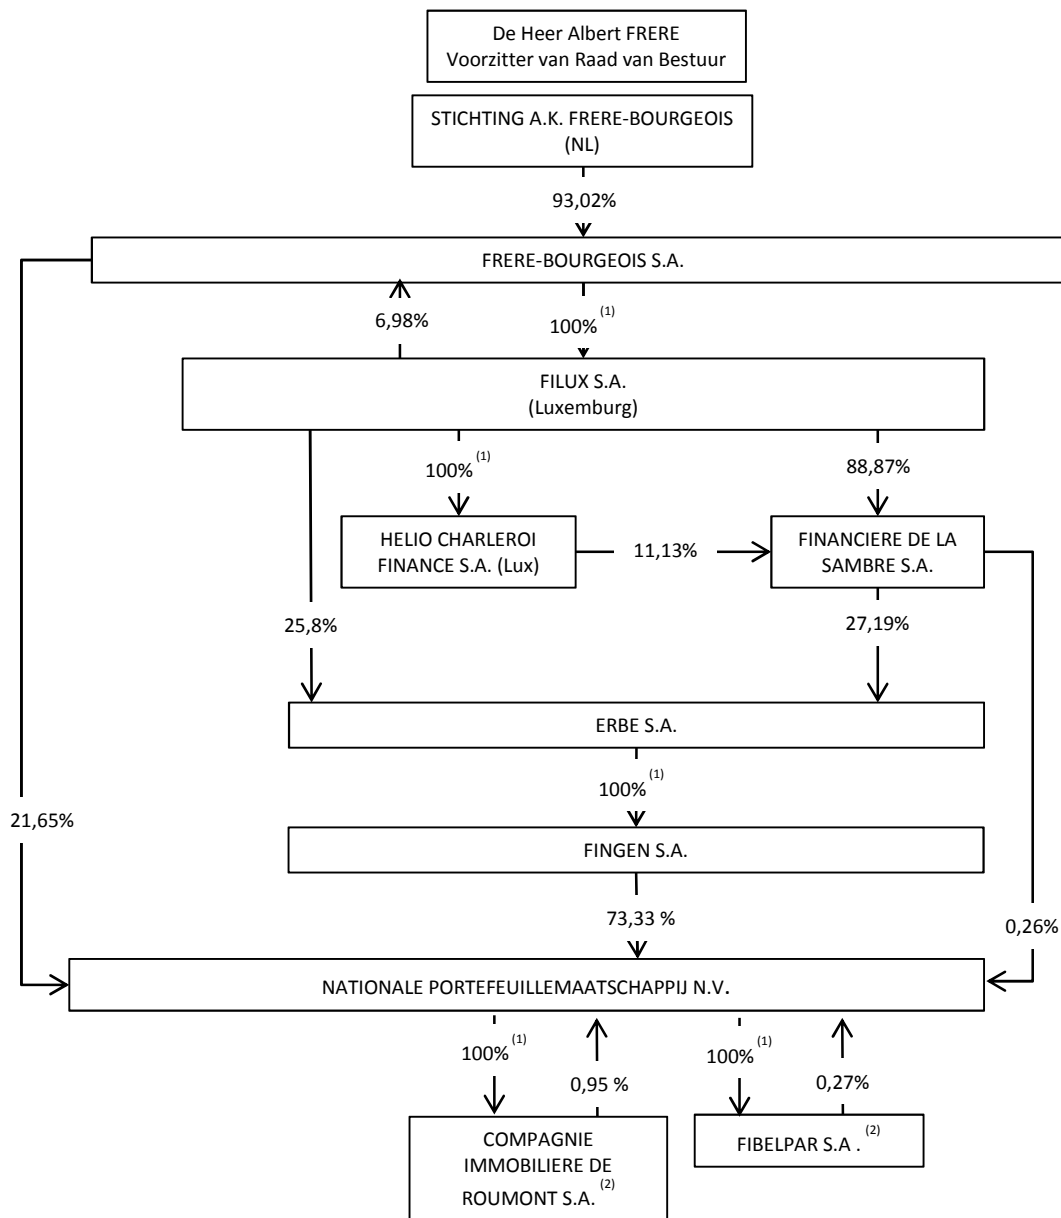 De Heer Albert FRERE
Voorzitter van Raad van Bestuur
STICHTING A.K. FRERE-BOURGEOIS
(NL)
93,02%
FRERE-BOURGEOIS S.A.
6,98%
100% (1)
FILUX S.A.
(Luxemburg)
100% (1)
88,87%
HELIO CHARLEROI
FINANCE S.A. (Lux)
11,13%
FINANCIERE DE LA
SAMBRE S.A.
25,8%
27,19%
ERBE S.A.
100% (1)
21,65%
FINGEN S.A.
73,33 %
0,26%
NATIONALE PORTEFEUILLEMAATSCHAPPIJ N.V.
100% (1)
0,95 %
100% (1)
0,27%
COMPAGNIE
IMMOBILIERE DE
ROUMONT S.A. (2)
FIBELPAR S.A . (2)